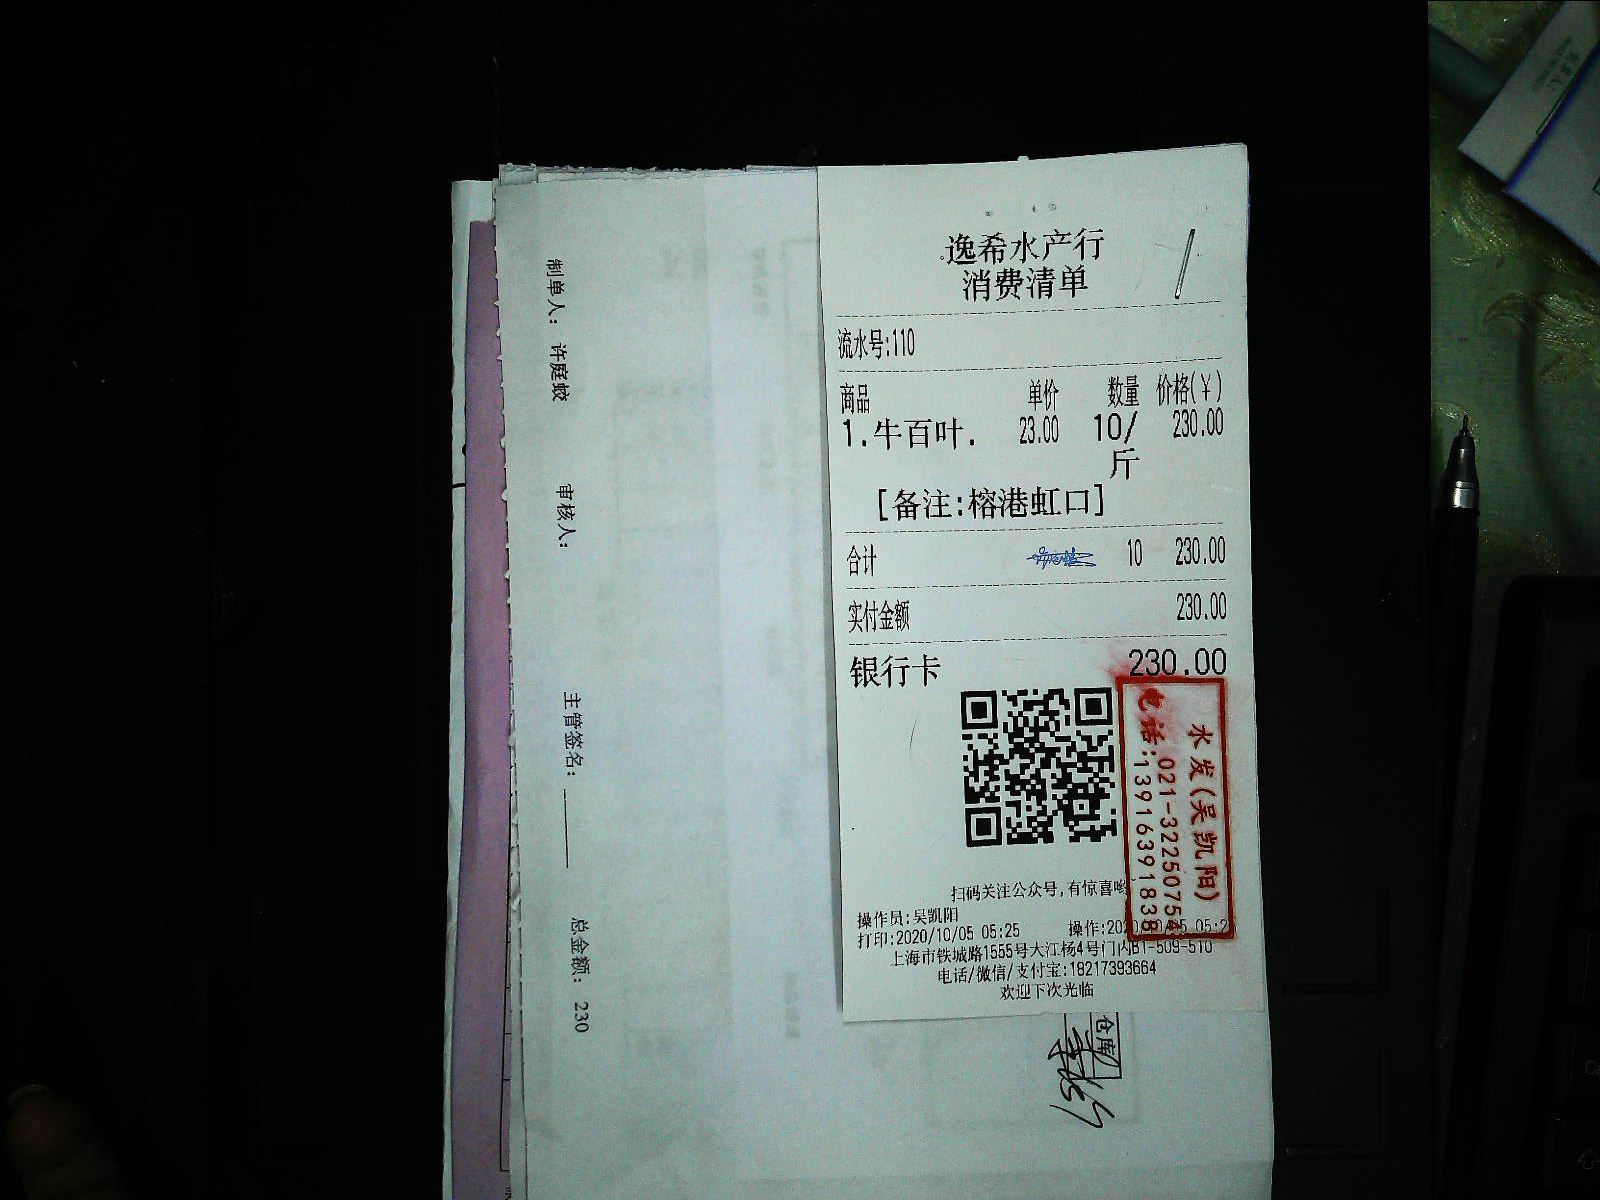 逸希水产行
消费清单
流水号:110
商品 单价 数量 价格(¥)
1.牛百叶. 23.00 10/斤 230.00
[备注:榕港虹口]
合计 10 230.00
实付金额 230.00
银行卡 230.00
水发(吴凯阳)
电话:021-32250754
13916391838
扫码关注公众号,有惊喜哟
操作员:吴凯阳
打印:2020/10/05 05:25 操作:2020
上海市铁城路1555号大江杨4号门内B1-509-510
电话/微信/支付宝:18217393664
欢迎下次光临
仓库
制单人: 许庭蛟
审核人:
主管签名:
总金额: 230